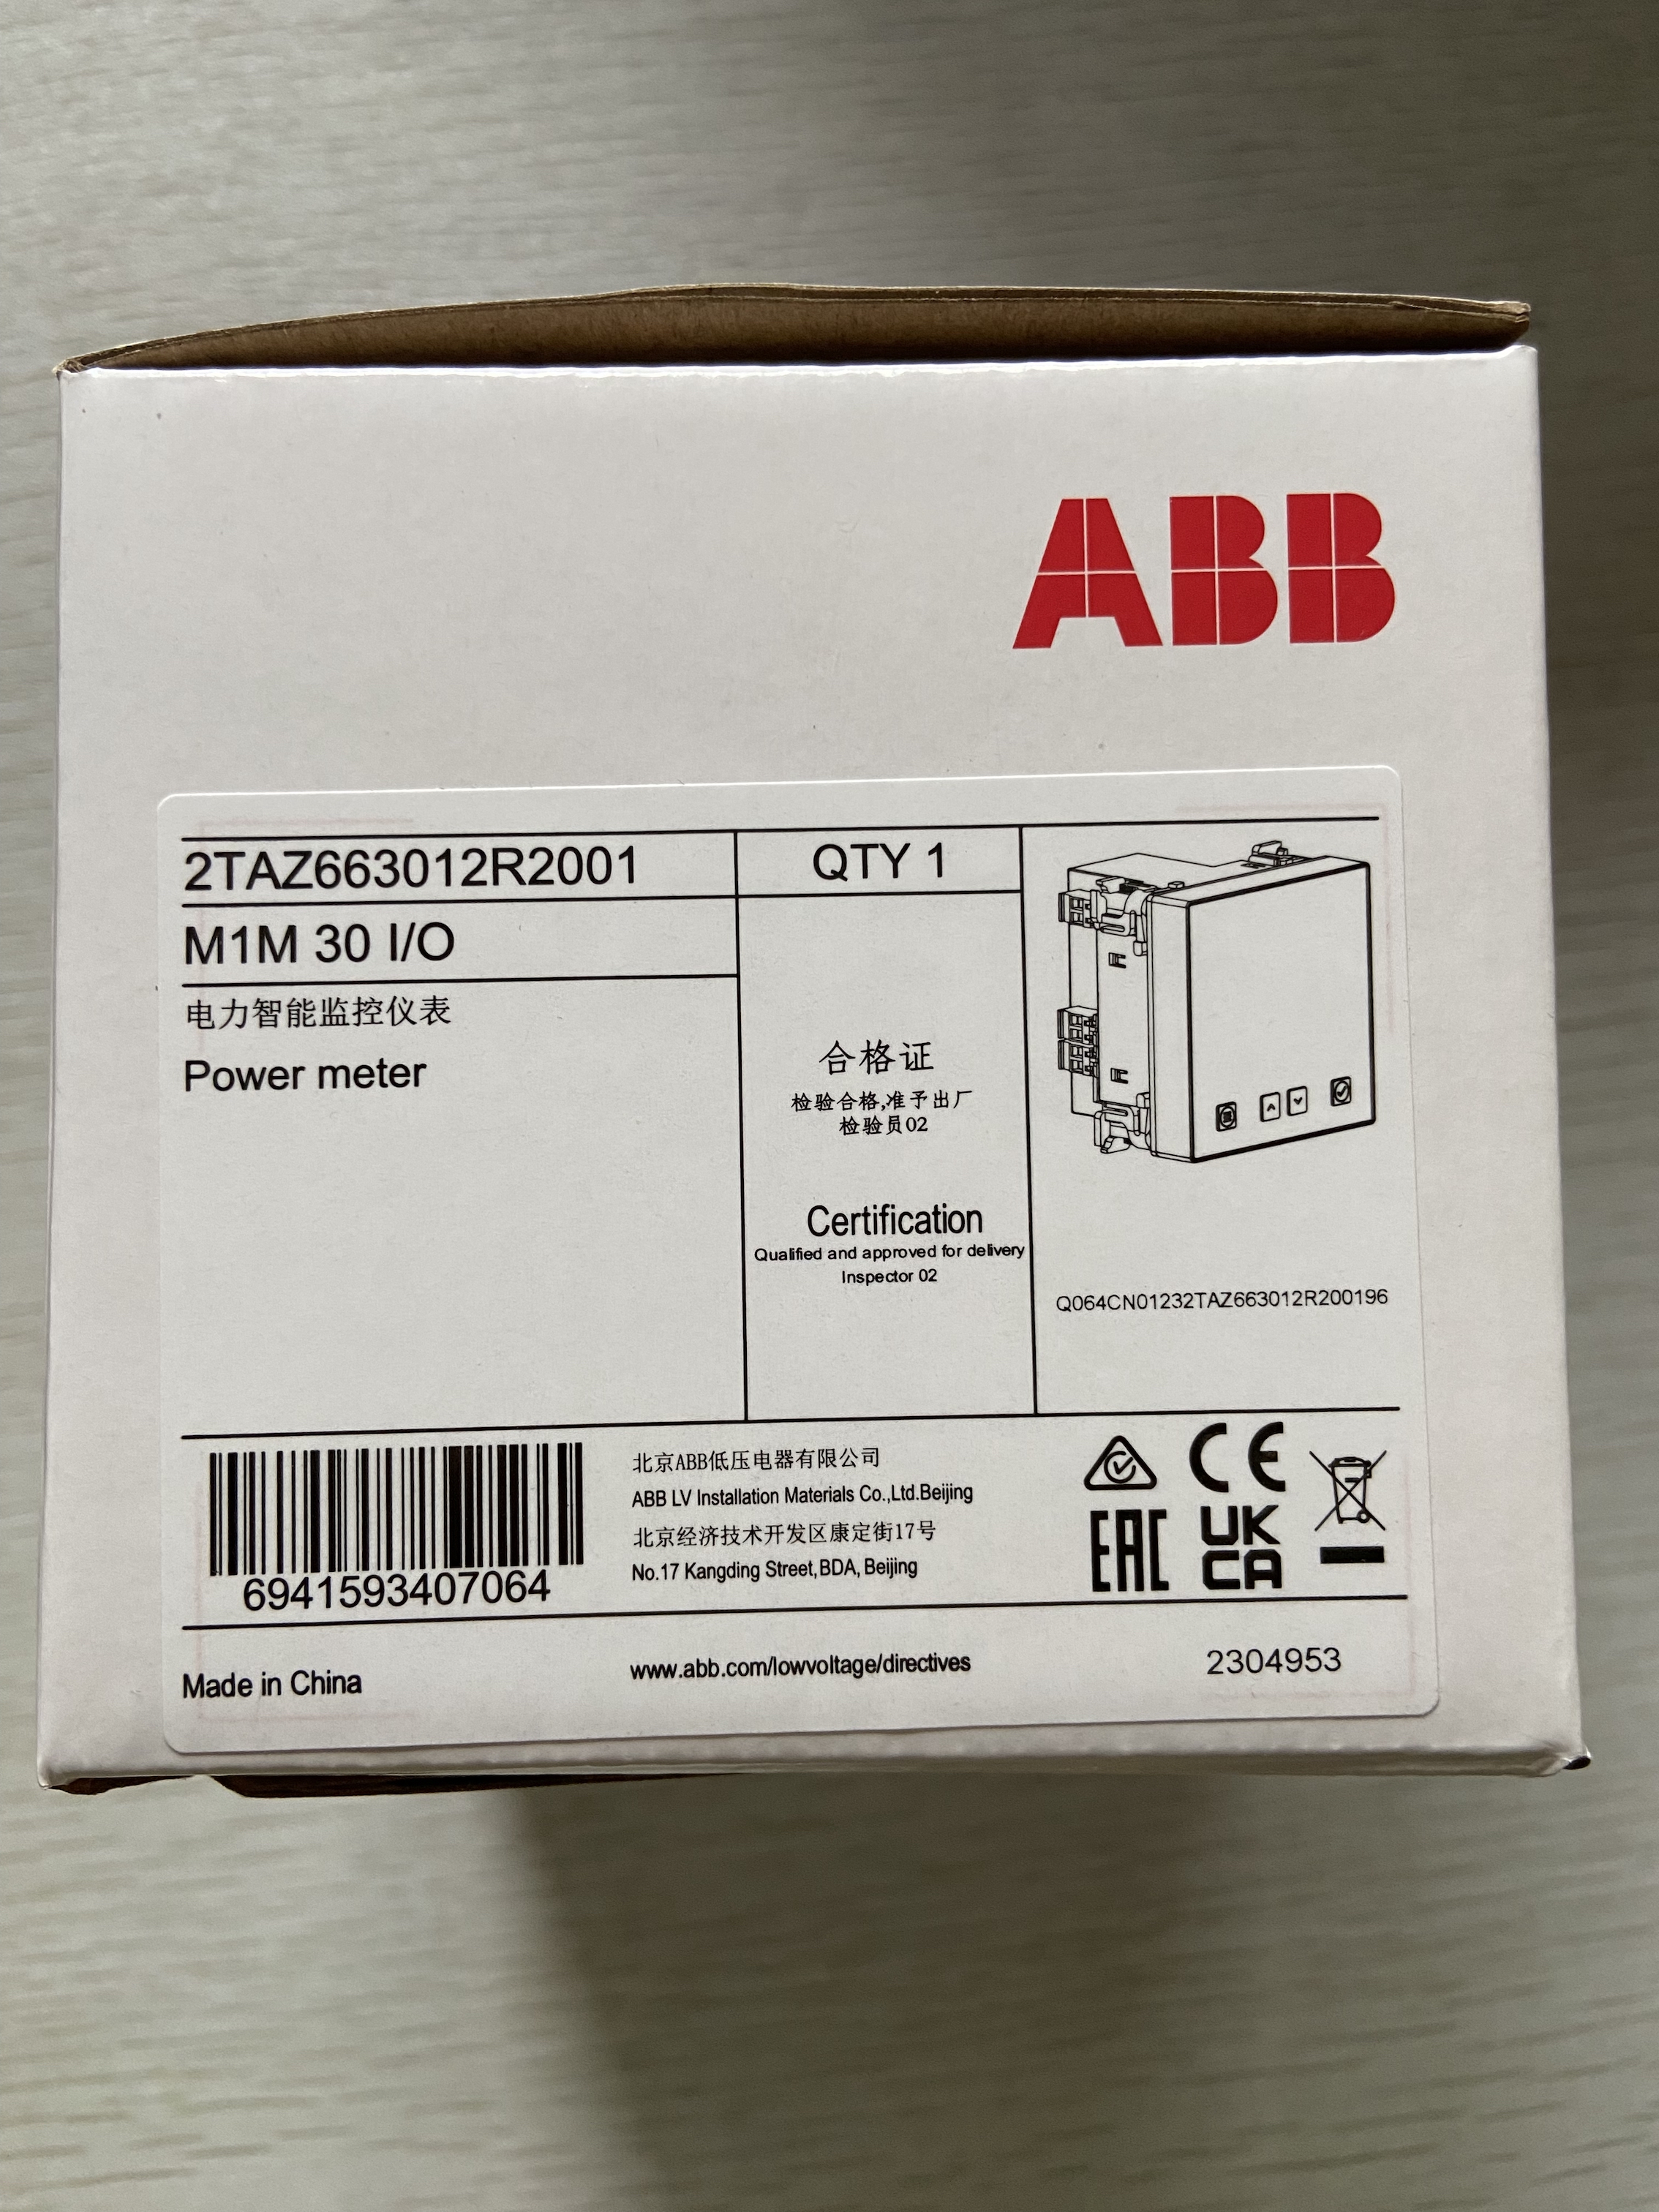 ABB
2TAZ663012R2001
QTY 1
M1M 30 I/O
电力智能监控仪表
Power meter
合格证
检验合格,准予出厂
检验员02
Certification
Qualified and approved for delivery
Inspector 02
Q064CN01232TAZ663012R200196
6941593407064
北京ABB低压电器有限公司
ABB LV Installation Materials Co.,Ltd.Beijing
北京经济技术开发区康定街17号
No.17 Kangding Street,BDA, Beijing
CE
EAC
UK
CA
Made in China
www.abb.com/lowvoltage/directives
2304953